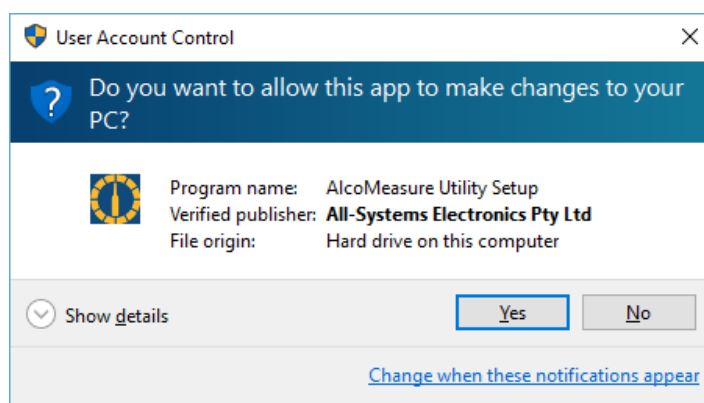 User Account Control
Do you want to allow this app to make changes to your
PC?
Program name: AlcoMeasure Utility Setup
Verified publisher: All-Systems Electronics Pty Ltd
File origin: Hard drive on this computer
Show details
Yes
No
Change when these notifications appear